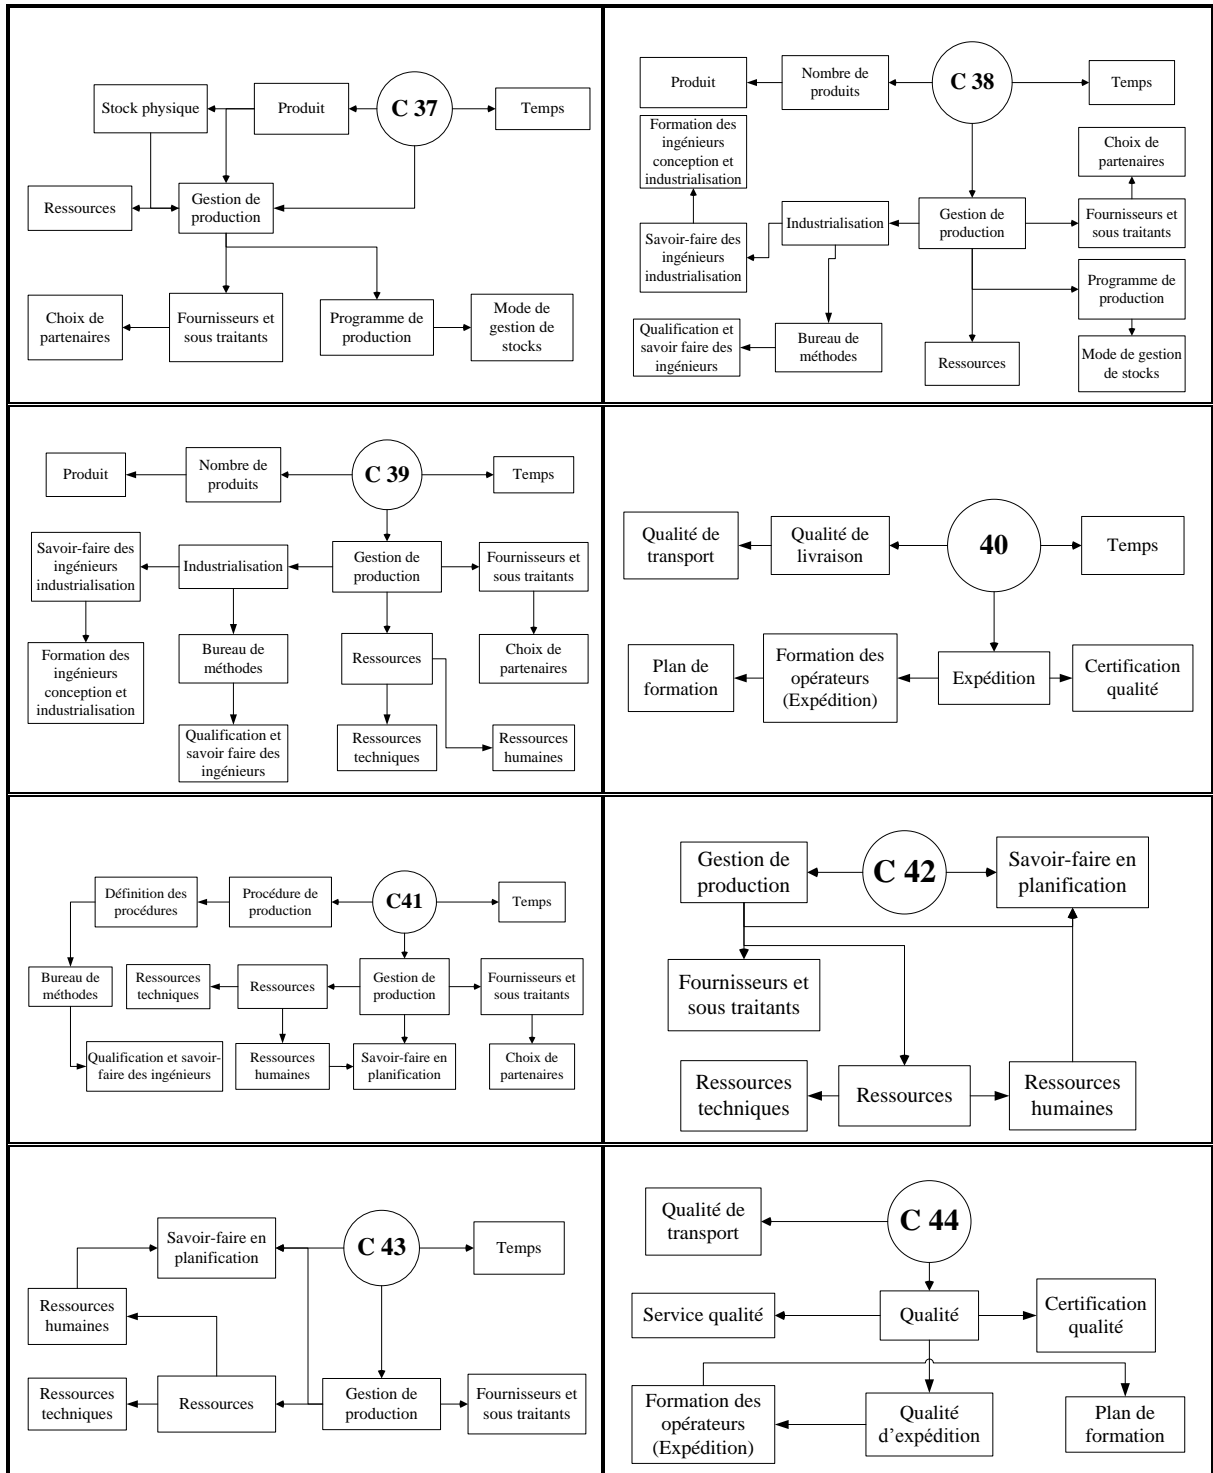 Stock physique
Produit
C 37
Temps
Ressources
Gestion de
production
Choix de
partenaires
Fournisseurs et
sous traitants
Programme de
production
Mode de
gestion de
stocks
Produit
Nombre de
produits
C 38
Temps
Formation des
ingénieurs
conception et
industrialisation
Choix de
partenaires
Savoir-faire des
ingénieurs
industrialisation
Industrialisation
Gestion de
production
Fournisseurs et
sous traitants
Programme de
production
Qualification et
savoir faire des
ingénieurs
Bureau de
méthodes
Ressources
Mode de gestion
de stocks
Produit
Nombre de
produits
C 39
Temps
Savoir-faire des
ingénieurs
industrialisation
Industrialisation
Gestion de
production
Fournisseurs et
sous traitants
Formation des
ingénieurs
conception et
industrialisation
Bureau de
méthodes
Ressources
Choix de
partenaires
Qualification et
savoir faire des
ingénieurs
Ressources
techniques
Ressources
humaines
Qualité de
transport
Qualité de
livraison
40
Temps
Plan de
formation
Formation des
opérateurs
(Expédition)
Expédition
Certification
qualité
Définition des
procédures
Procédure de
production
C41
Temps
Bureau de
méthodes
Ressources
techniques
Ressources
Gestion de
production
Fournisseurs et
sous traitants
Qualification et savoir-
faire des ingénieurs
Ressources
humaines
Savoir-faire en
planification
Choix de
partenaires
Gestion de
production
C 42
Savoir-faire en
planification
Fournisseurs et
sous traitants
Ressources
techniques
Ressources
Ressources
humaines
Savoir-faire en
planification
C 43
Temps
Ressources
humaines
Ressources
techniques
Ressources
Gestion de
production
Fournisseurs et
sous traitants
Qualité de
transport
C 44
Service qualité
Qualité
Certification
qualité
Formation des
opérateurs
(Expédition)
Qualité
d’expédition
Plan de
formation